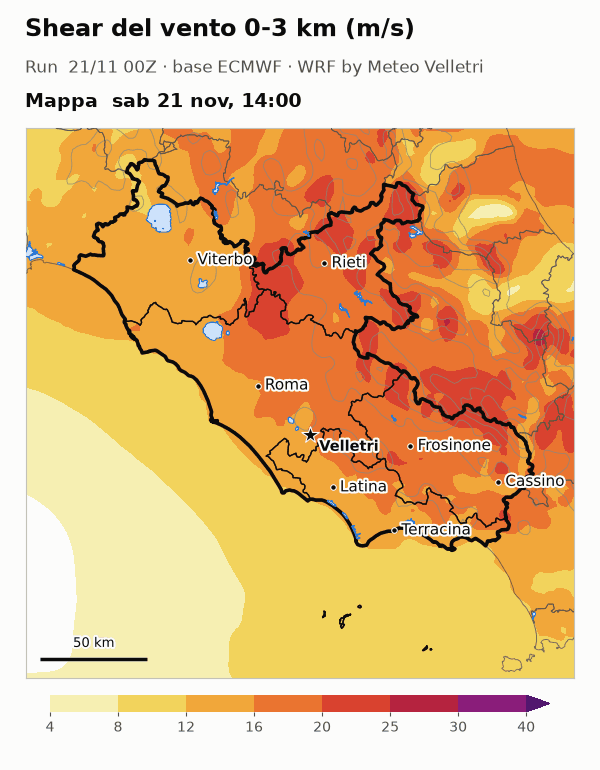 Shear del vento 0-3 km (m/s)
Run  21/11 00Z · base ECMWF · WRF by Meteo Velletri
Mappa  sab 21 nov, 14:00
Viterbo
Rieti
Roma
Velletri
Frosinone
Latina
Cassino
Terracina
50 km
4 8 12 16 20 25 30 40